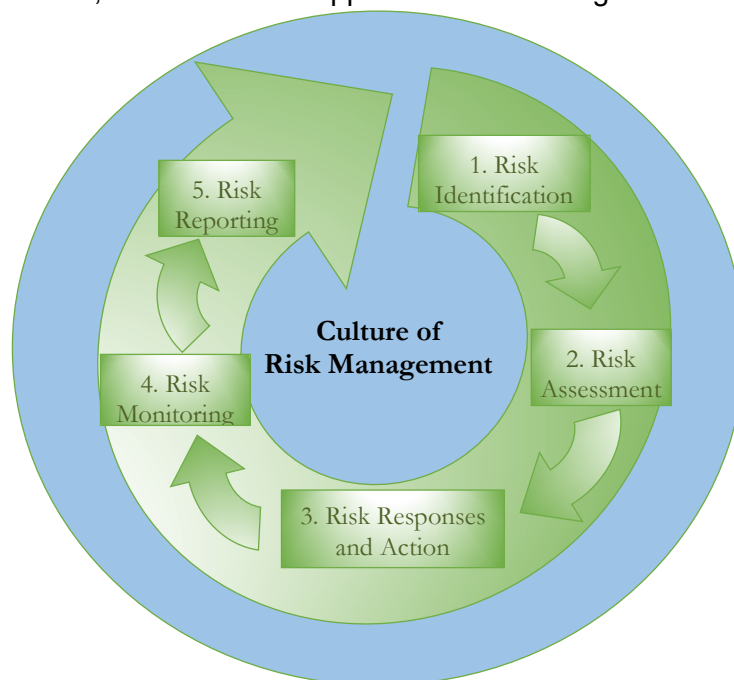 1. Risk
Identification
2. Risk
Assessment
3. Risk Responses
and Action
4. Risk
Monitoring
5. Risk
Reporting
Culture of
Risk Management